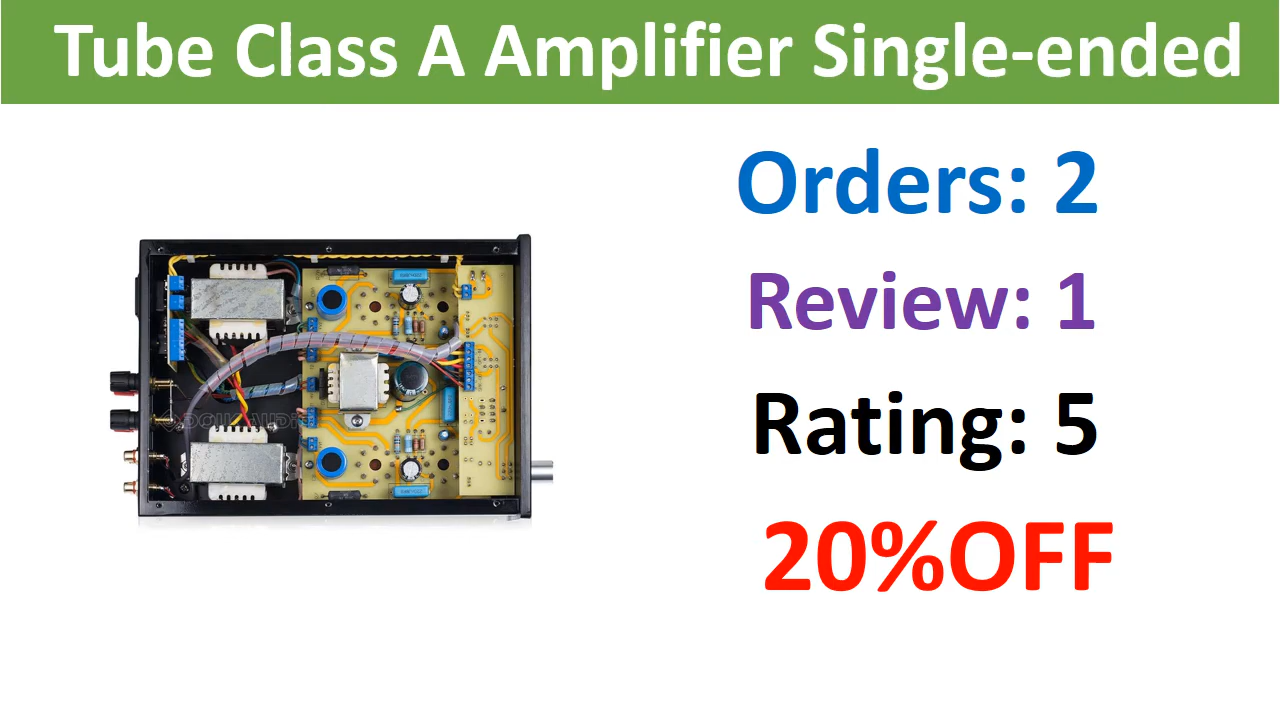 Tube Class A Amplifier Single-ended
Orders: 2
Review: 1
Rating: 5
20%OFF